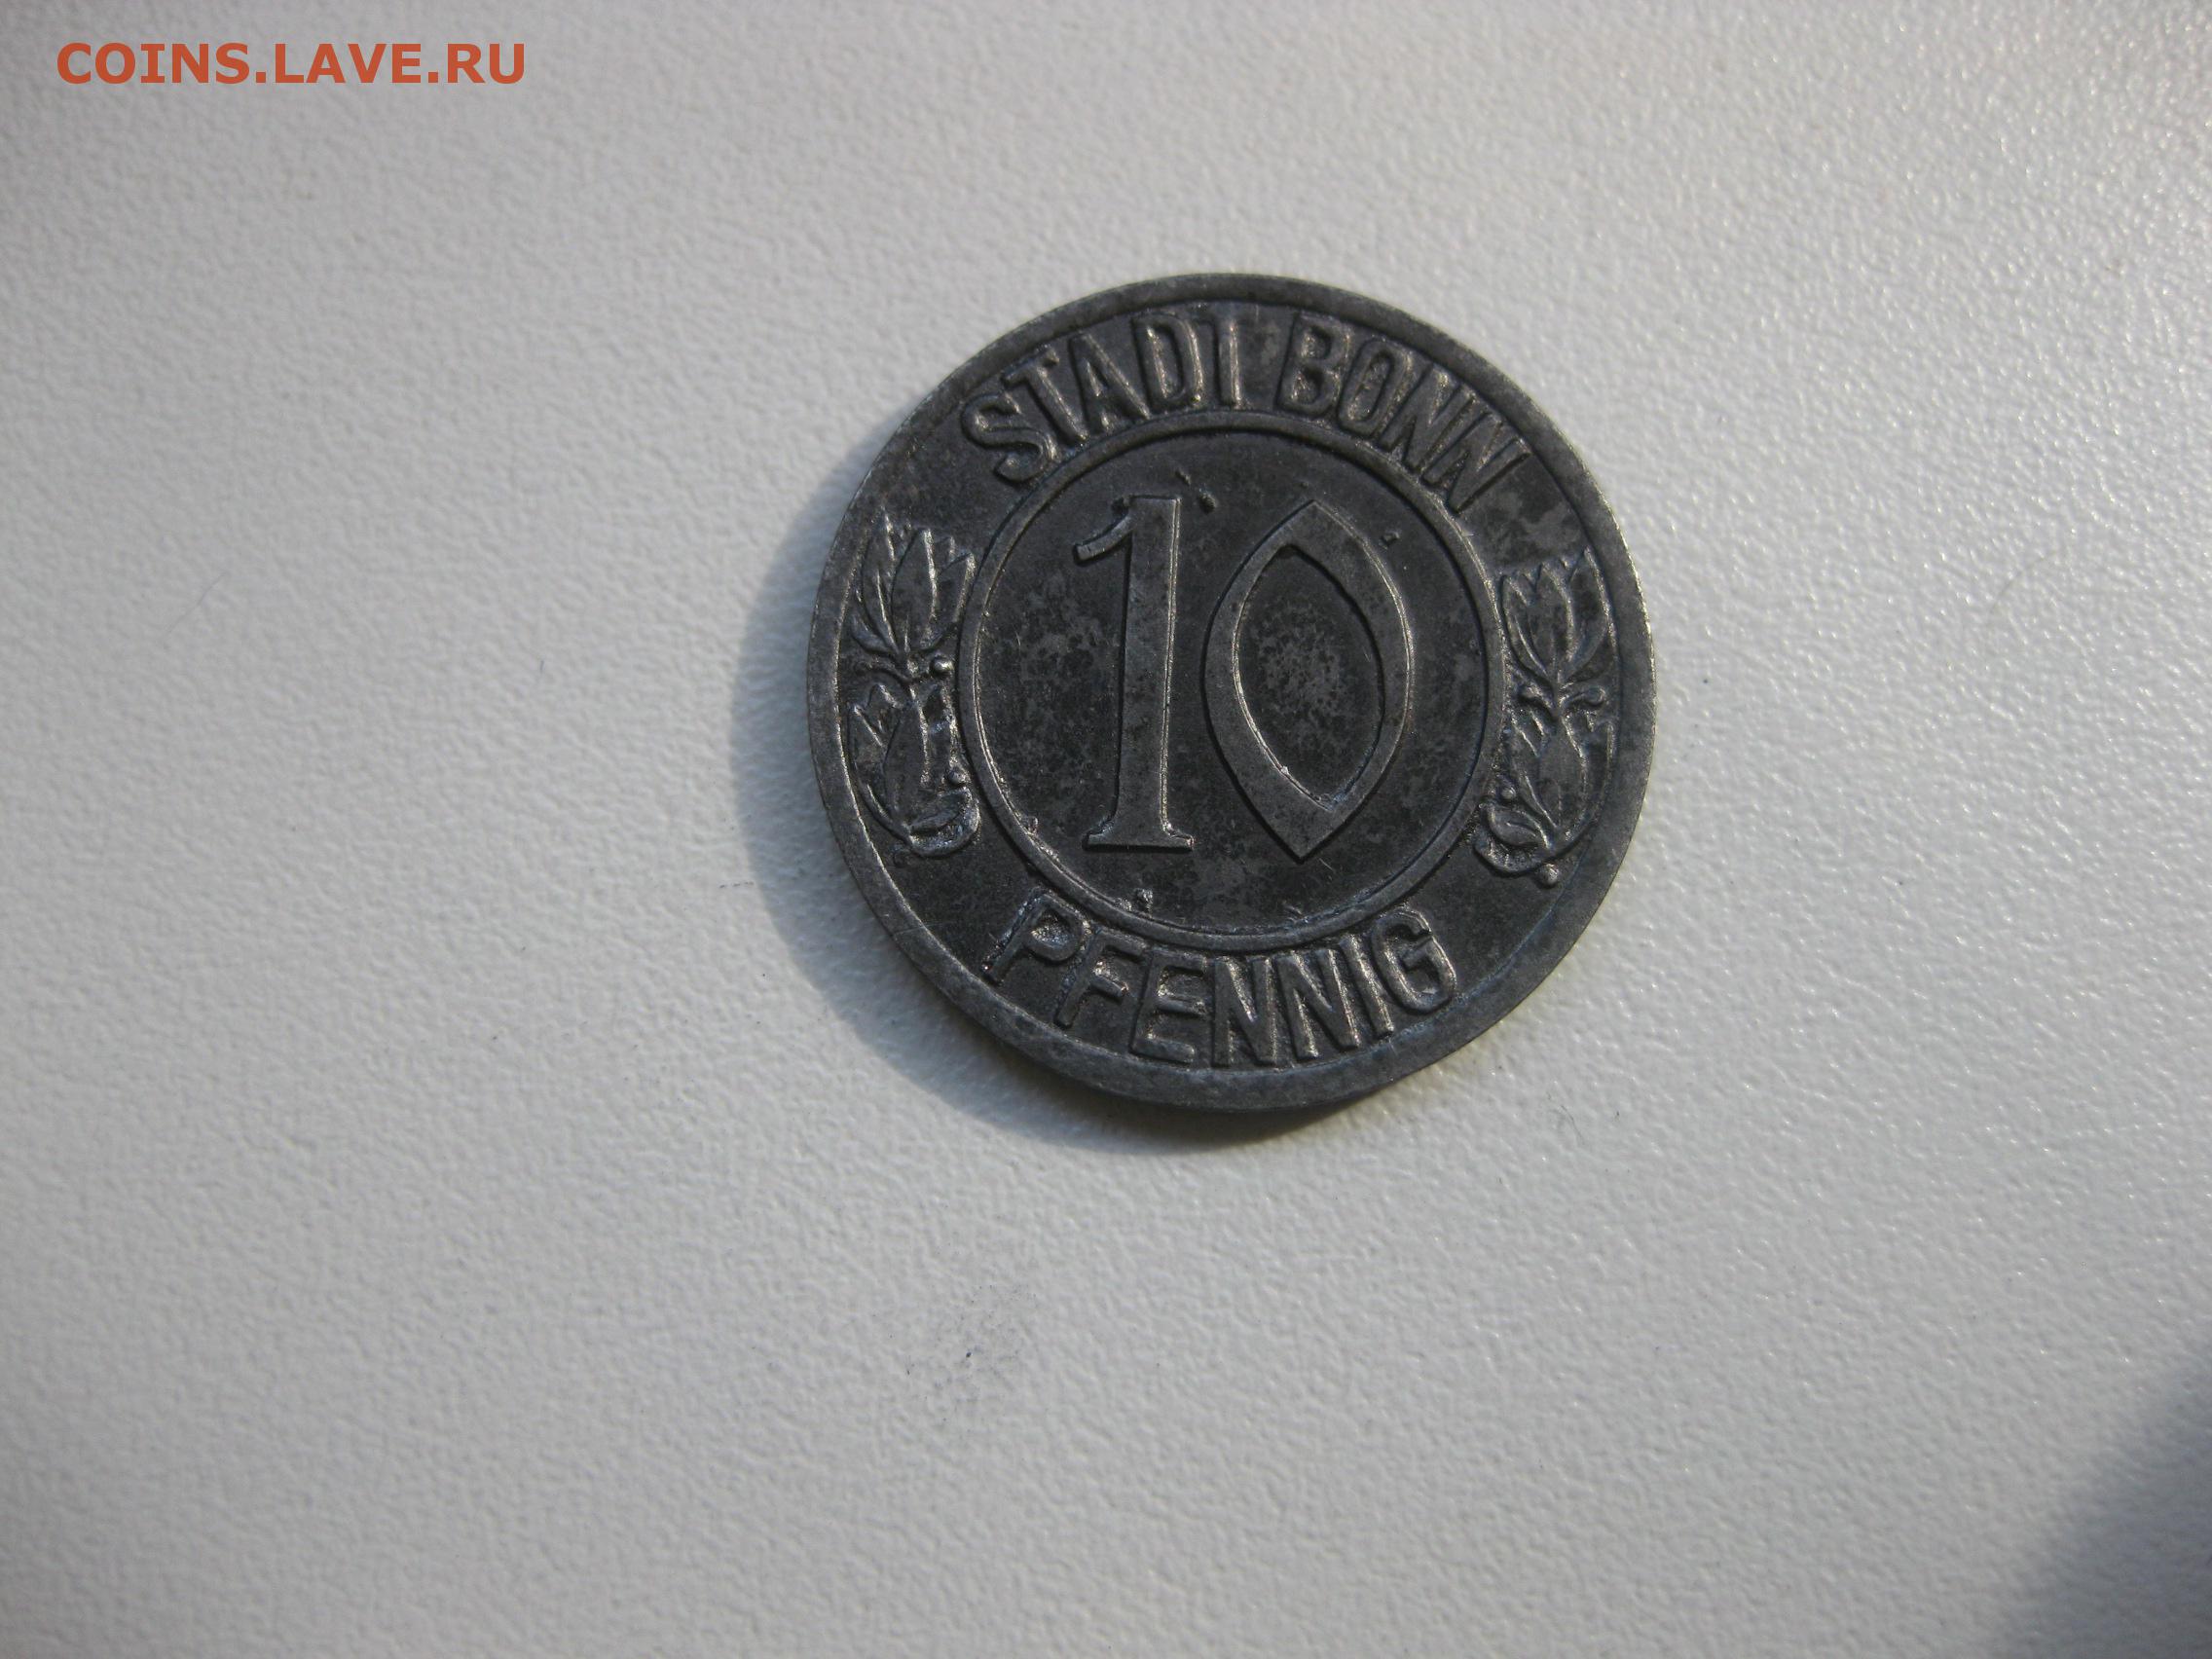 COINS.LAVE.RU
STADT BONN
10
PFENNIG